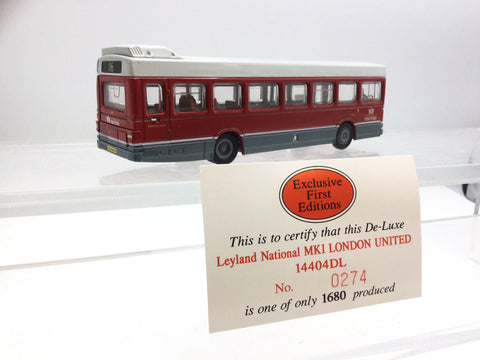 Exclusive
First
Editions
This is to certify that this De-Luxe
Leyland National MKI LONDON UNITED
14404DL
No. 0274
is one of only 1680 produced